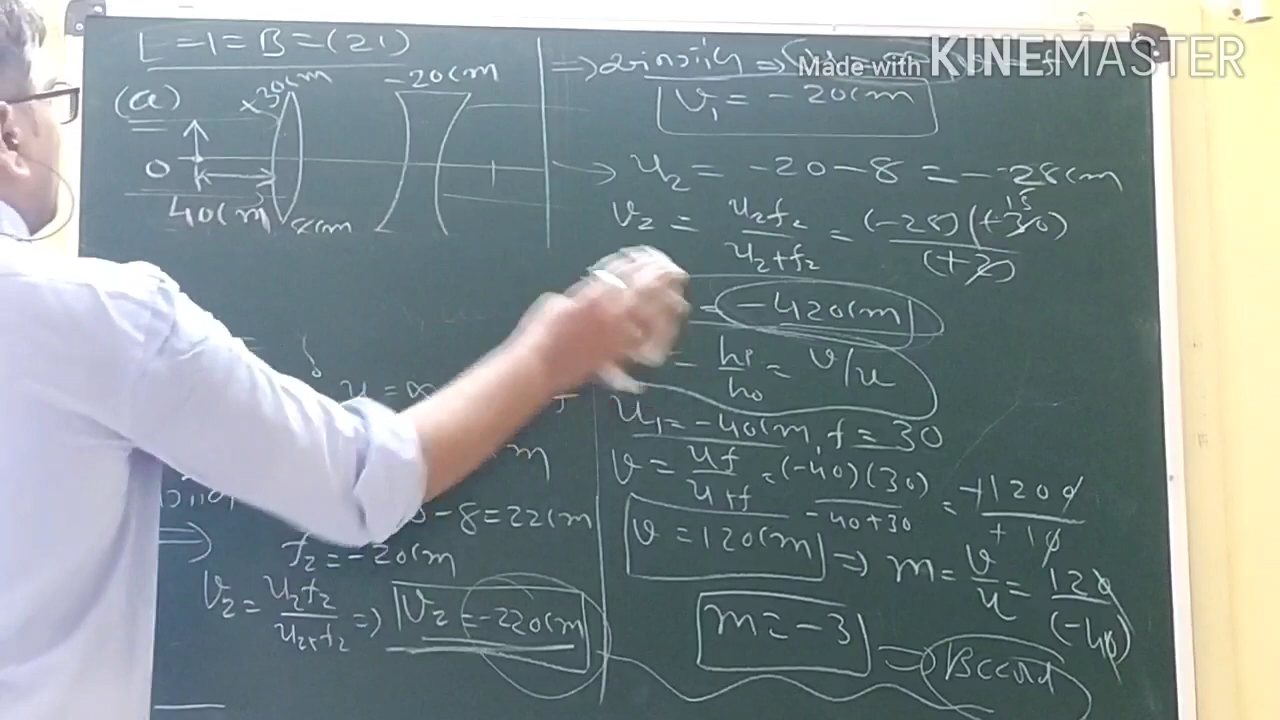 L-1=B=(21)
(a)
+30cm
-20cm
O
40cm
8cm
u = ∞
- 8 = 22cm
f₂ = -20cm
V₂ = u₂f₂/u₂+f₂ ⇒ V₂ = -220cm
Made with KINEMASTER
V₁ = -20cm
→ u₂ = -20-8 = -28cm
V₂ = u₂f₂/u₂+f₂ = (-28)(+30)/(+2)
15
= -420cm
= hi/ho = v/u
u₁ = -40cm, f = 30
v = uf/u+f = (-40)(30)/-40+30 = +1200/+10
v = 120cm ⇒ m = v/u = 120/(-40)
m = -3